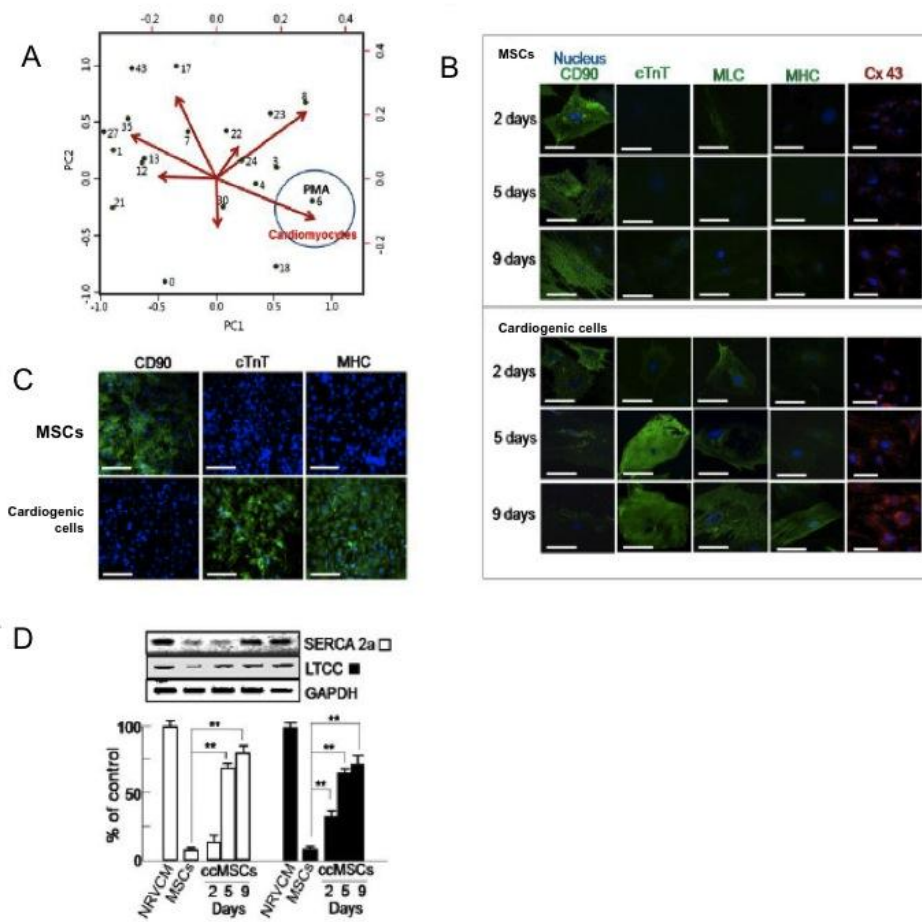 A
-0.2 0.0 0.2 0.4
1.0
0.5
0.0
-0.5
-1.0
PC2
0.4
0.2
0.0
-0.2
43
17
8
23
35
27
7
22
1
13
12
24
3
4
PMA
6
21
30
Cardiomyocytes
18
0
-1.0 -0.5 0.0 0.5 1.0
PC1
B
MSCs
Nucleus
CD90 cTnT MLC MHC Cx 43
2 days
5 days
9 days
Cardiogenic cells
2 days
5 days
9 days
C
CD90 cTnT MHC
MSCs
Cardiogenic
cells
D
SERCA 2a
LTCC
GAPDH
% of control
100
50
0
**
**
**
**
**
NRVCM MSCs ccMSCs NRVCM MSCs ccMSCs
2 5 9 2 5 9
Days Days